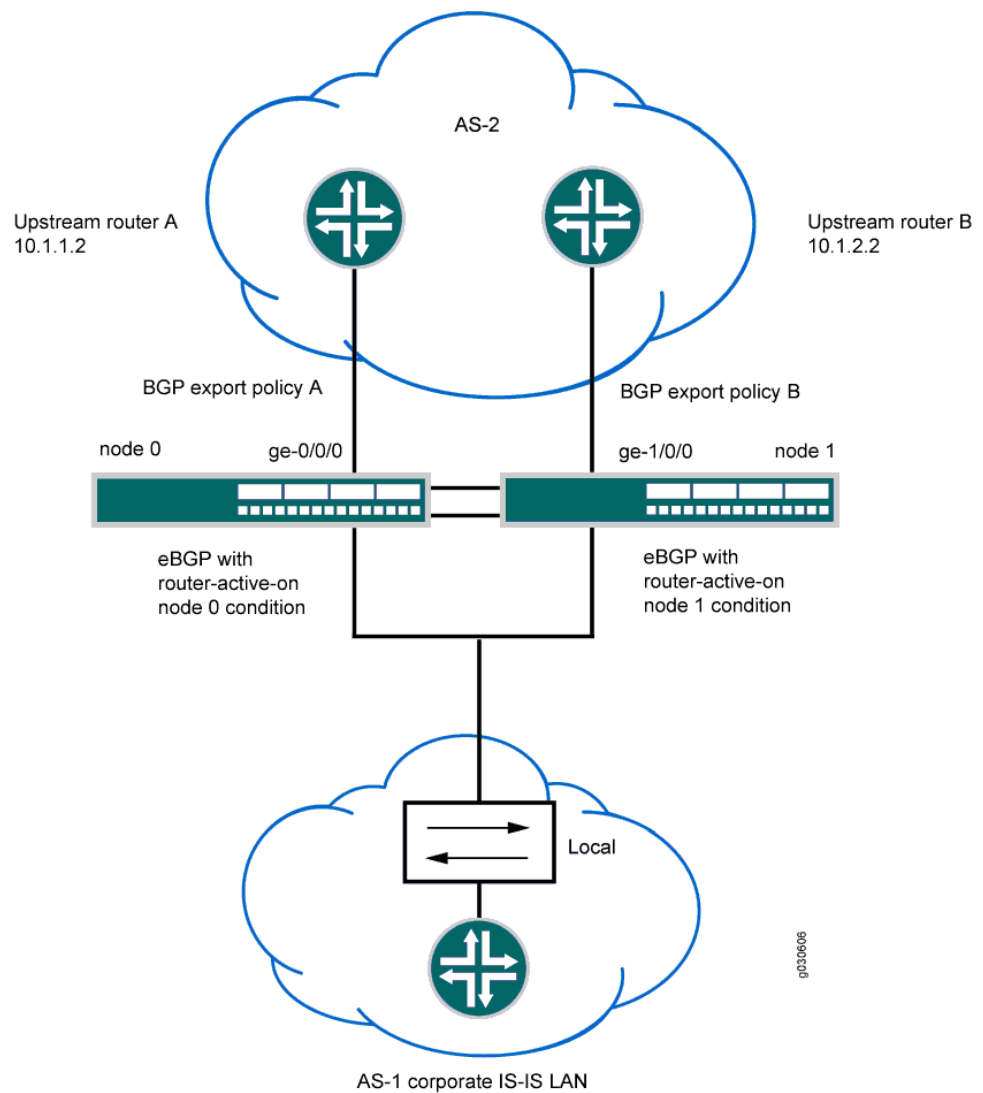 AS-2
Upstream router A
10.1.1.2
Upstream router B
10.1.2.2
BGP export policy A
BGP export policy B
node 0
ge-0/0/0
ge-1/0/0
node 1
eBGP with
router-active-on
node 0 condition
eBGP with
router-active-on
node 1 condition
Local
g030606
AS-1 corporate IS-IS LAN